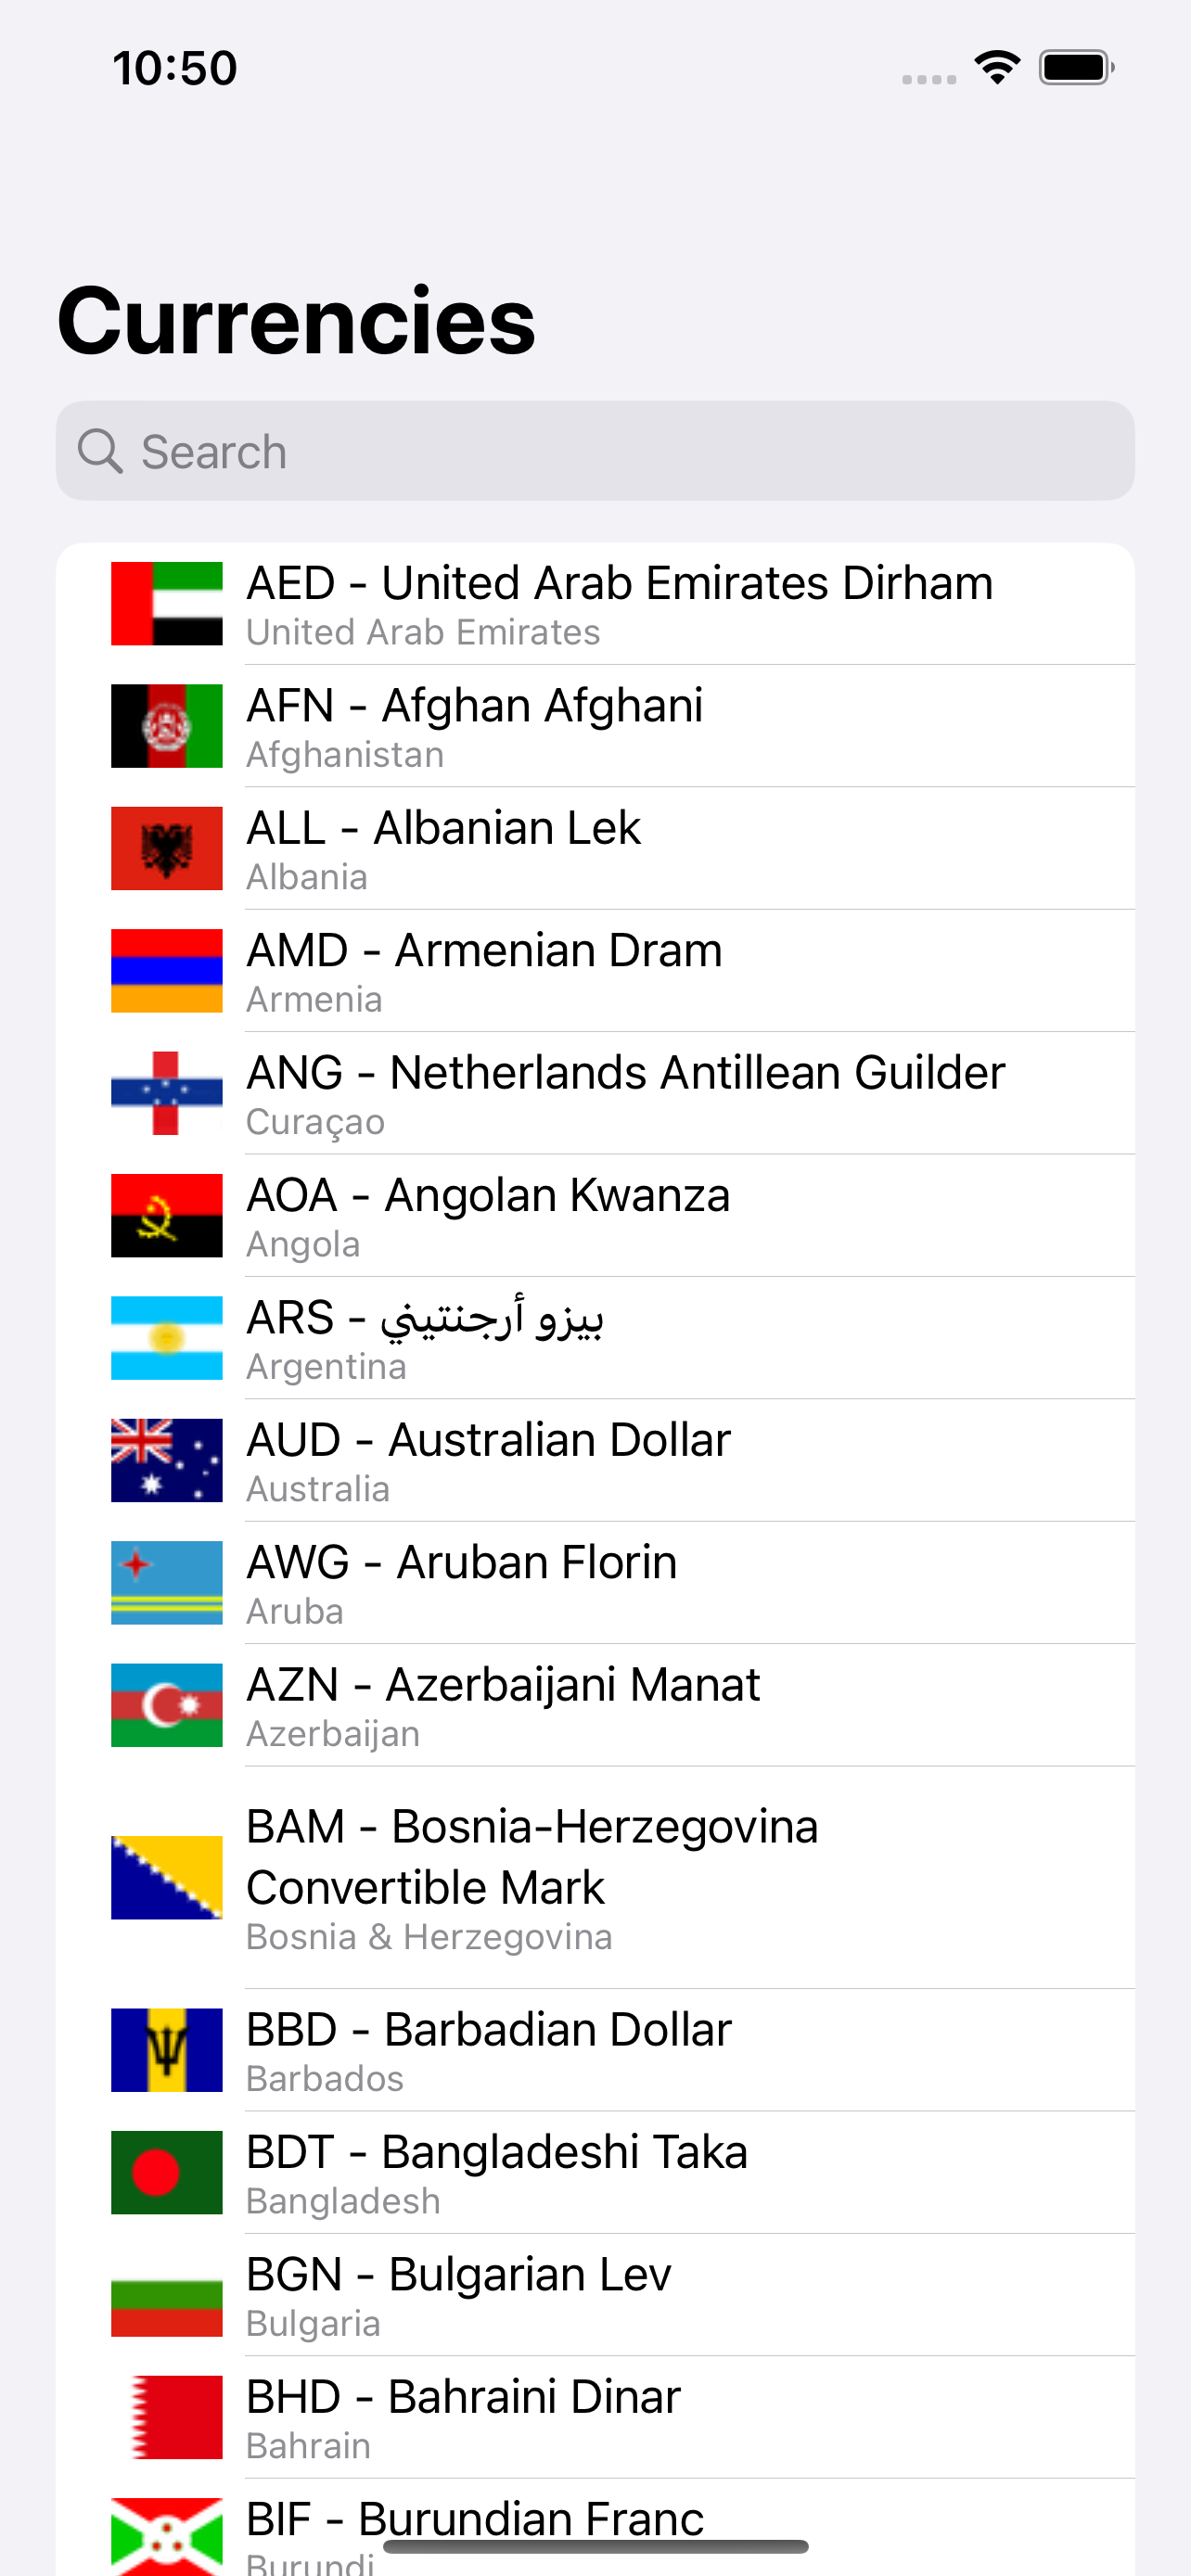 10:50
Currencies
Search
AED - United Arab Emirates Dirham
United Arab Emirates
AFN - Afghan Afghani
Afghanistan
ALL - Albanian Lek
Albania
AMD - Armenian Dram
Armenia
ANG - Netherlands Antillean Guilder
Curaçao
AOA - Angolan Kwanza
Angola
ARS - بيزو أرجنتيني
Argentina
AUD - Australian Dollar
Australia
AWG - Aruban Florin
Aruba
AZN - Azerbaijani Manat
Azerbaijan
BAM - Bosnia-Herzegovina
Convertible Mark
Bosnia & Herzegovina
BBD - Barbadian Dollar
Barbados
BDT - Bangladeshi Taka
Bangladesh
BGN - Bulgarian Lev
Bulgaria
BHD - Bahraini Dinar
Bahrain
BIF - Burundian Franc
Burundi